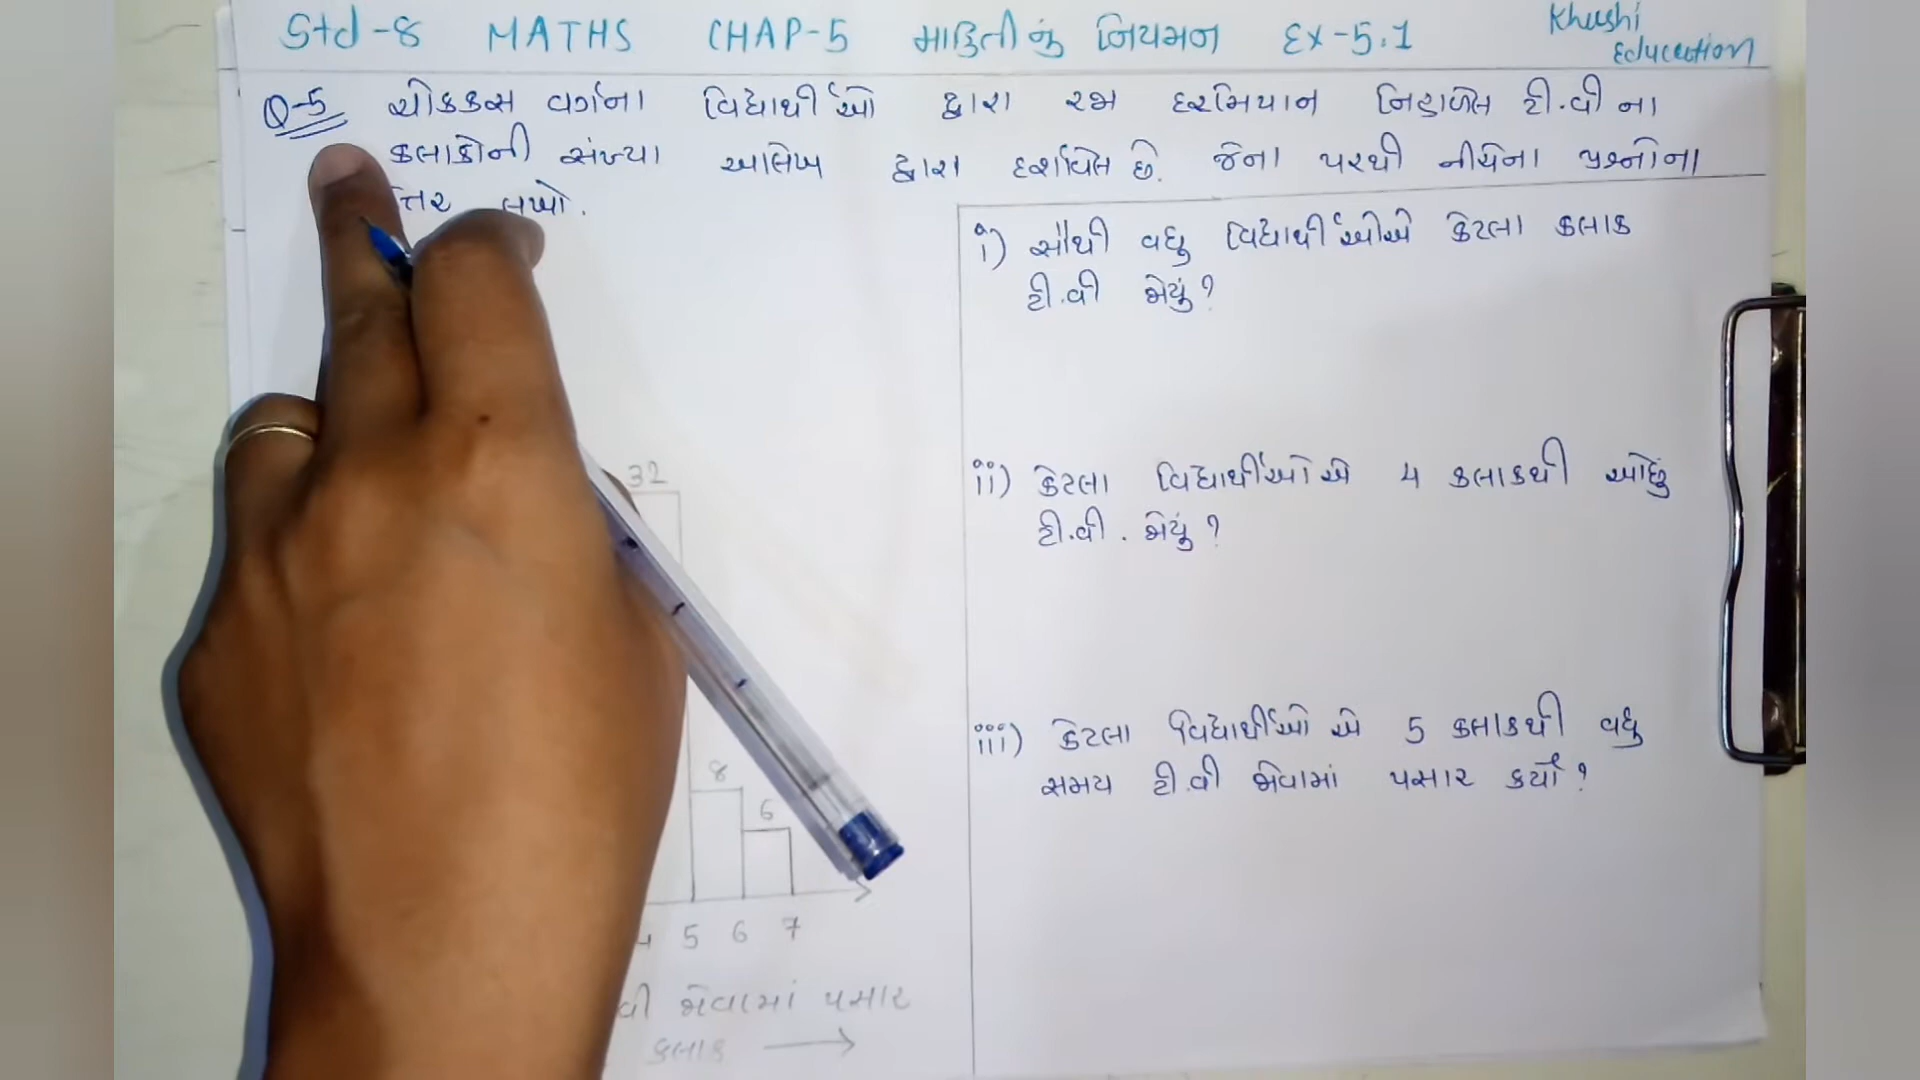 Std-8 MATHS CHAP-5 માહિતીનું નિયમન Ex-5.1 Khushi Education
Q-5 ચોક્કસ વર્ગના વિદ્યાર્થીઓ દ્વારા રજા દરમિયાન નિહાળેલ ટી.વી ના
કલાકોની સંખ્યા આલેખ દ્વારા દર્શાવેલ છે. જેના પરથી નીચેના પ્રશ્નોના
ત્તર લખો.
i) સૌથી વધુ વિદ્યાર્થીઓએ કેટલા કલાક
ટી.વી જોયું?
ii) કેટલા વિદ્યાર્થીઓએ 4 કલાકથી ઓછું
ટી.વી. જોયું?
iii) કેટલા વિદ્યાર્થીઓ એ 5 કલાકથી વધુ
સમય ટી.વી જોવામાં પસાર કર્યો?
32
8
6
4 5 6 7
વી જોવામાં પસાર
કલાક